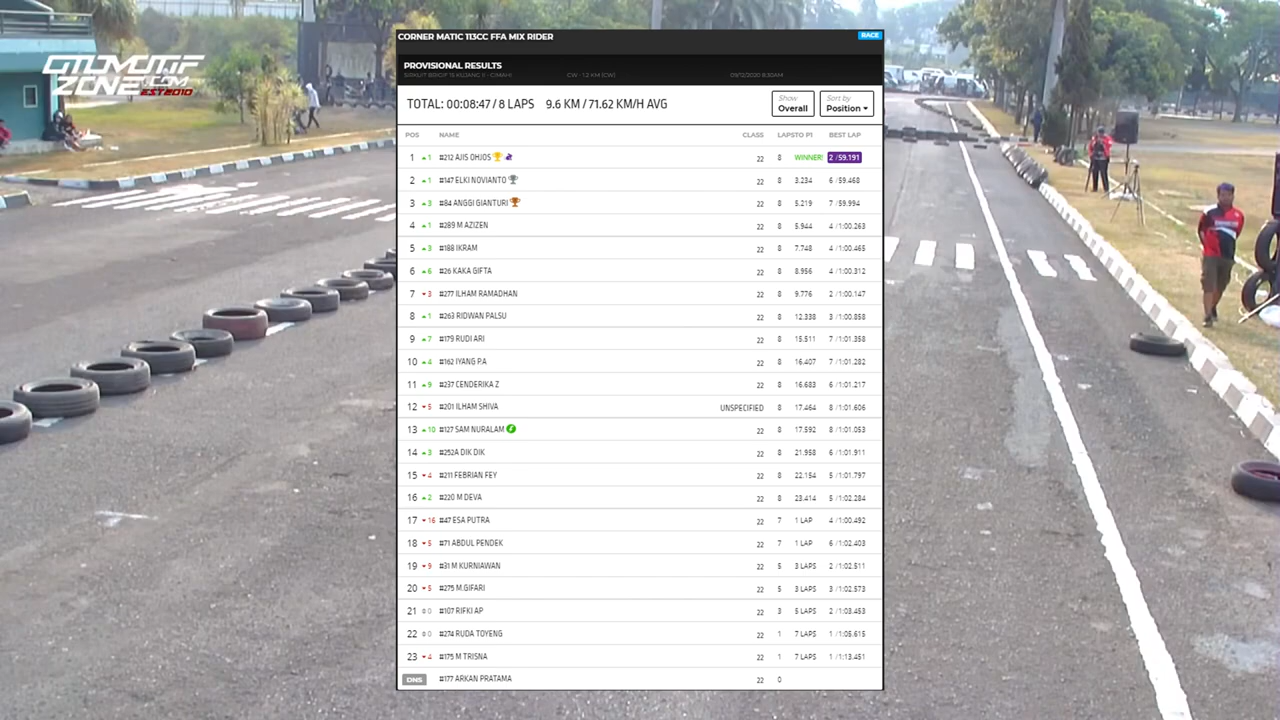 OTOMOTIF
ZONE.COM
EST2010
CORNER MATIC 113CC FFA MIX RIDER
RACE
PROVISIONAL RESULTS
SIRKUIT BRIGIF 15 KUJANG II - CIMAHI CW - 1.2 KM (CW) 09/12/2020 8:30AM
TOTAL: 00:08:47 / 8 LAPS 9.6 KM / 71.62 KM/H AVG
Show
Overall
Sort by
Position
POS NAME CLASS LAPS TO P1 BEST LAP
1 1 #212 AJIS OHJOS 22 8 WINNER! 2 /59.191
2 1 #147 ELKI NOVIANTO 22 8 3.234 6 /59.468
3 3 #84 ANGGI GIANTURI 22 8 5.219 7 /59.994
4 1 #289 M AZIZEN 22 8 5.944 4 /1:00.263
5 3 #188 IKRAM 22 8 7.748 4 /1:00.465
6 6 #26 KAKA GIFTA 22 8 8.956 4 /1:00.312
7 3 #277 ILHAM RAMADHAN 22 8 9.776 2 /1:00.147
8 1 #263 RIDWAN PALSU 22 8 12.338 3 /1:00.858
9 7 #179 RUDI ARI 22 8 15.511 7 /1:01.358
10 4 #162 IYANG P.A 22 8 16.407 7 /1:01.282
11 9 #237 CENDERIKA Z 22 8 16.683 6 /1:01.217
12 5 #201 ILHAM SHIVA UNSPECIFIED 8 17.464 8 /1:01.606
13 10 #127 SAM NURALAM 22 8 17.592 8 /1:01.053
14 3 #252A DIK DIK 22 8 21.958 6 /1:01.911
15 4 #211 FEBRIAN FEY 22 8 22.154 5 /1:01.797
16 2 #220 M DEVA 22 8 23.414 5 /1:02.284
17 16 #47 ESA PUTRA 22 7 1 LAP 4 /1:00.492
18 5 #71 ABDUL PENDEK 22 7 1 LAP 6 /1:02.403
19 9 #31 M KURNIAWAN 22 5 3 LAPS 2 /1:02.511
20 5 #275 M.GIFARI 22 5 3 LAPS 3 /1:02.573
21 0 #107 RIFKI AP 22 3 5 LAPS 2 /1:03.453
22 0 #274 RUDA TOYENG 22 1 7 LAPS 1 /1:05.615
23 4 #175 M TRISNA 22 1 7 LAPS 1 /1:13.451
DNS #177 ARKAN PRATAMA 22 0